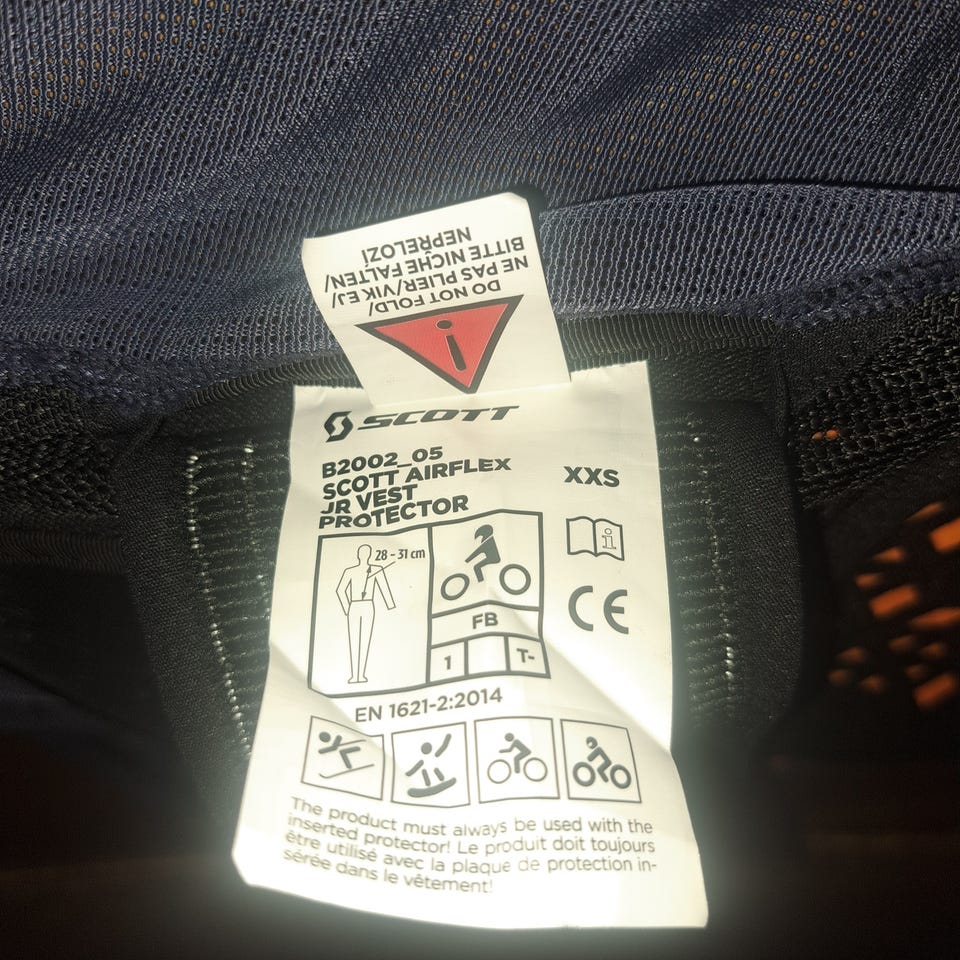 DO NOT FOLD/
NE PAS PLIER/VIK EJ/
BITTE NICHE FALTEN/
NEPŘELOŽÍ
SCOTT
B2002_05
SCOTT AIRFLEX
JR VEST
PROTECTOR
XXS
28 - 31 cm
i
FB
1
T-
CE
EN 1621-2:2014
The product must always be used with the
inserted protector! Le produit doit toujours
être utilisé avec la plaque de protection in-
sérée dans le vêtement!